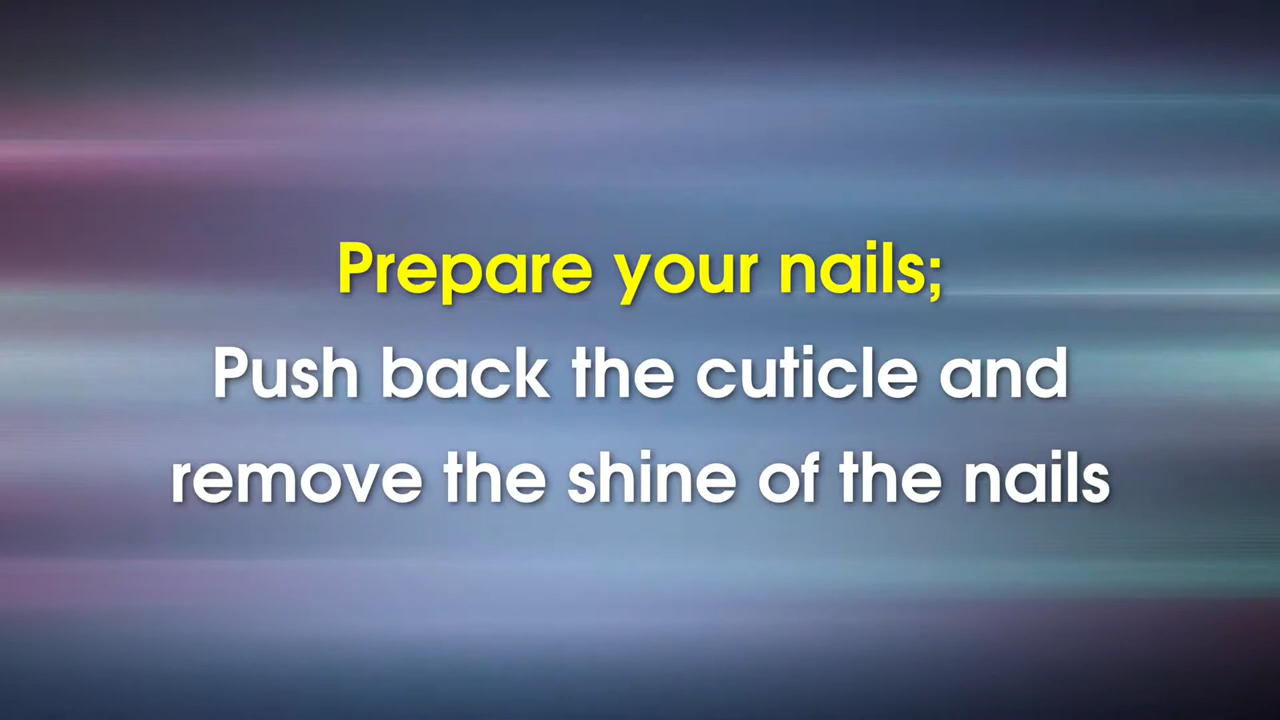 Prepare your nails;
Push back the cuticle and
remove the shine of the nails